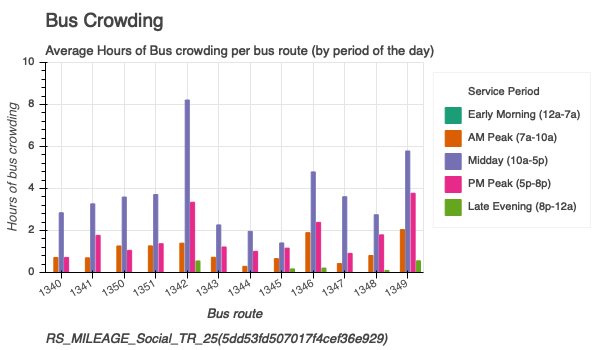 Bus Crowding
Average Hours of Bus crowding per bus route (by period of the day)
10
8
6
4
2
0
Hours of bus crowding
1340 1341 1350 1351 1342 1343 1344 1345 1346 1347 1348 1349
Bus route
Service Period
Early Morning (12a-7a)
AM Peak (7a-10a)
Midday (10a-5p)
PM Peak (5p-8p)
Late Evening (8p-12a)
RS_MILEAGE_Social_TR_25(5dd53fd507017f4cef36e929)